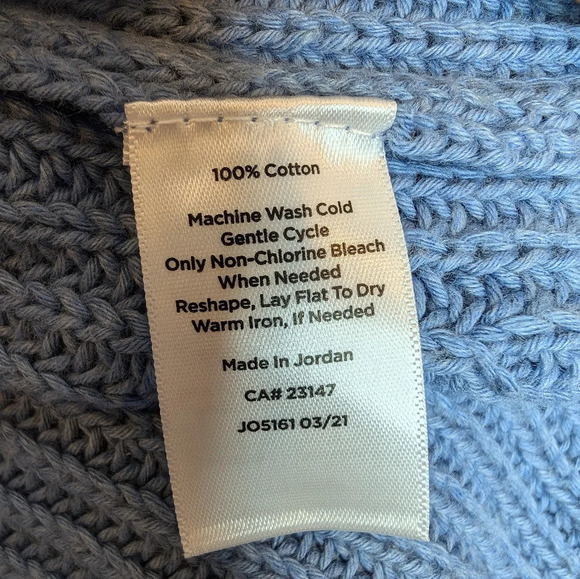 100% Cotton
Machine Wash Cold
Gentle Cycle
Only Non-Chlorine Bleach
When Needed
Reshape, Lay Flat To Dry
Warm Iron, If Needed
Made In Jordan
CA# 23147
JO5161 03/21